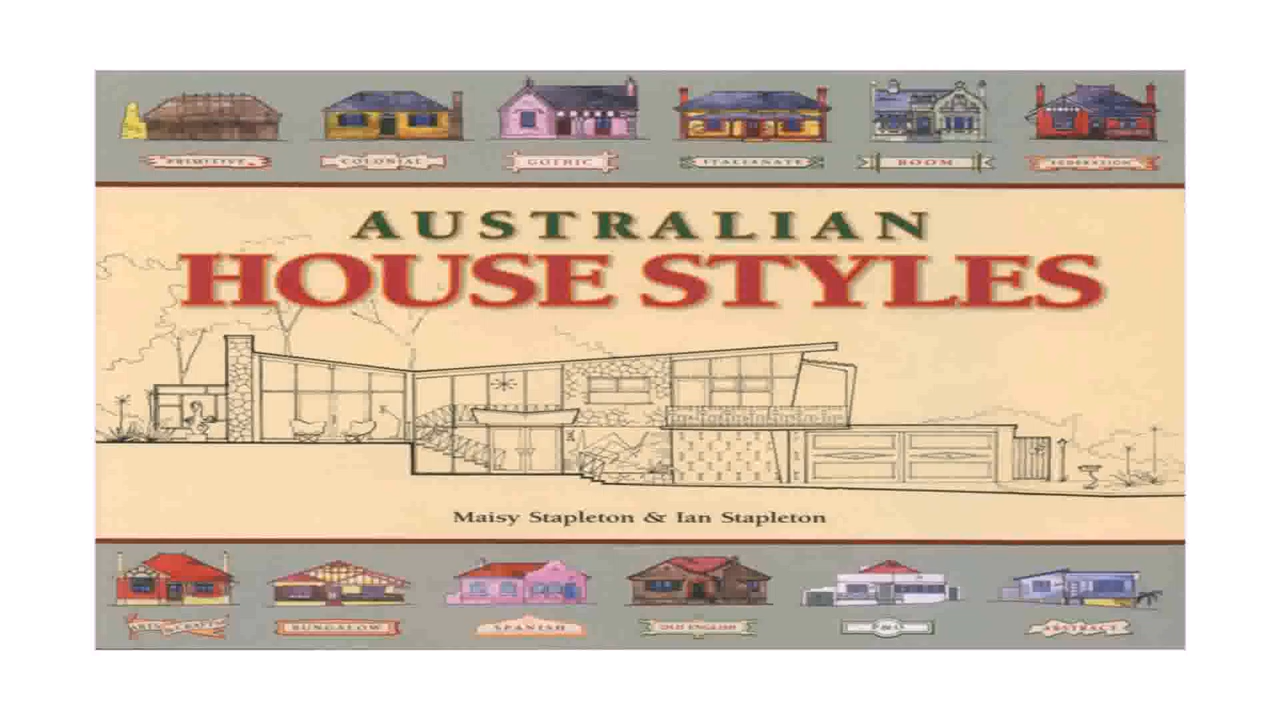 PRIMITIVE
COLONIAL
GOTHIC
ITALIANATE
BOOM
FEDERATION
AUSTRALIAN
HOUSE STYLES
Maisy Stapleton & Ian Stapleton
BUNGALOW
SPANISH
OLD ENGLISH
ABSTRACT